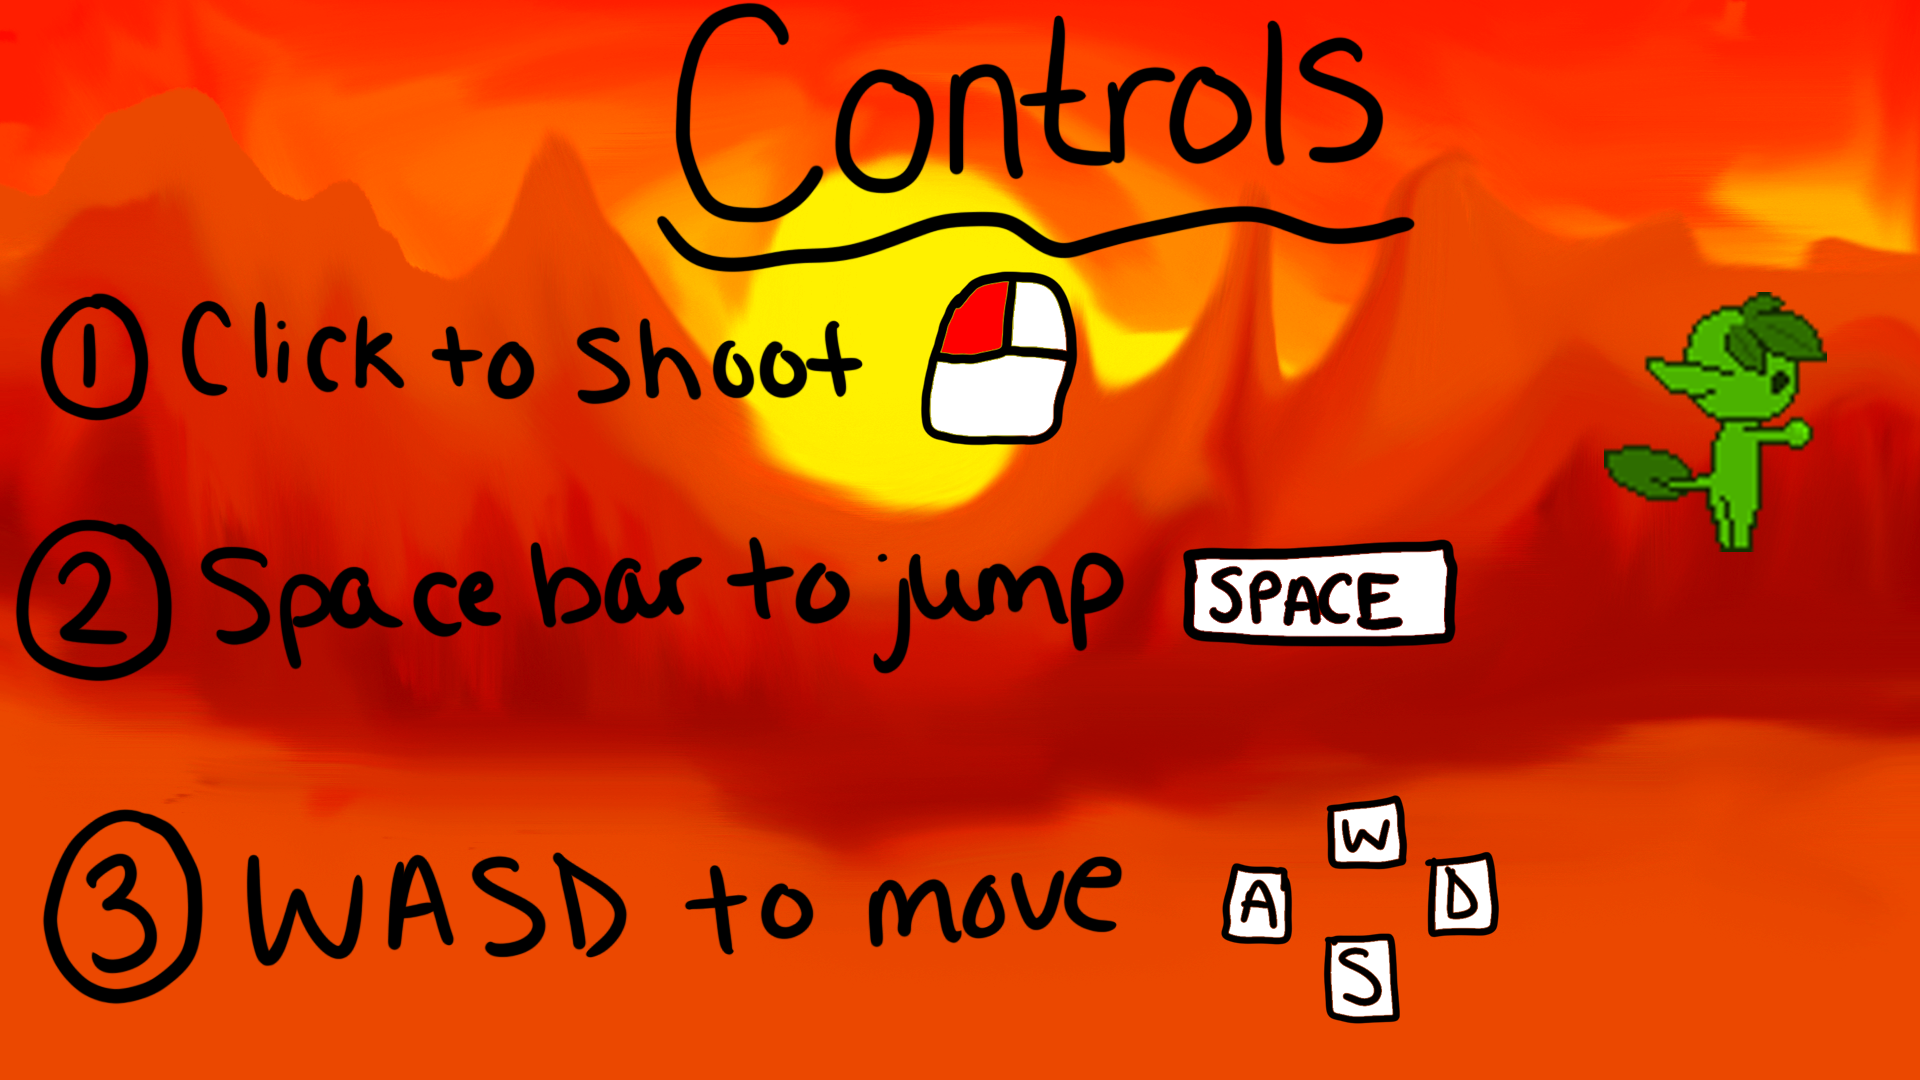 Controls
1 Click to shoot
2 Space bar to jump SPACE
W
3 WASD to move A D
S